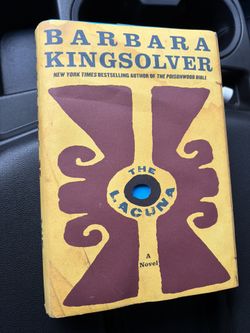 BARBARA
KINGSOLVER
NEW YORK TIMES BESTSELLING AUTHOR OF THE POISONWOOD BIBLE
THE
LACUNA
A
Novel